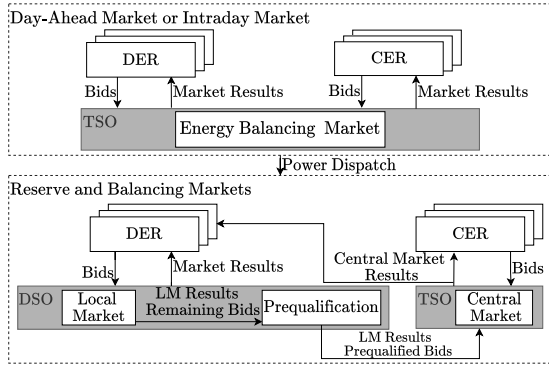 Day-Ahead Market or Intraday Market
DER
CER
Bids
Market Results
Bids
Market Results
TSO
Energy Balancing Market
Power Dispatch
Reserve and Balancing Markets
DER
CER
Bids
Market Results
Central Market
Results
Bids
DSO
Local
Market
LM Results
Remaining Bids
Prequalification
TSO
Central
Market
LM Results
Prequalified Bids